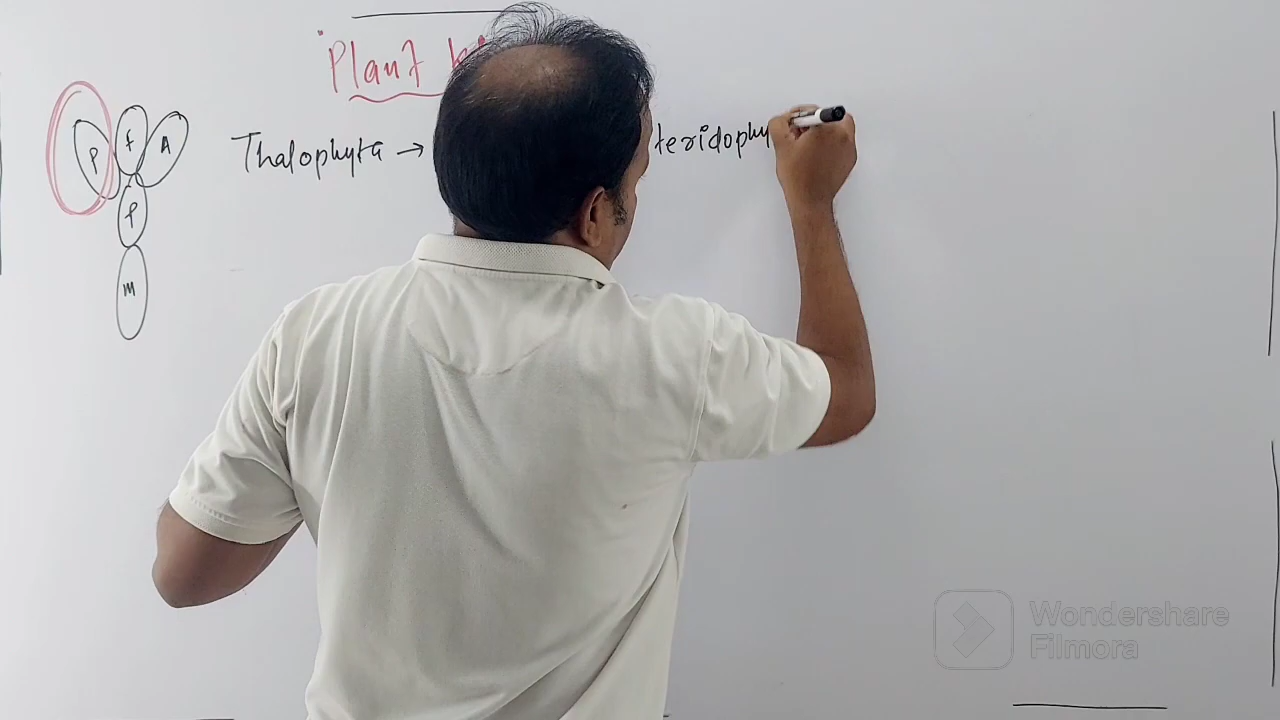 Plant
P F A
Thalophyta → teridophy
P
M
Wondershare
Filmora